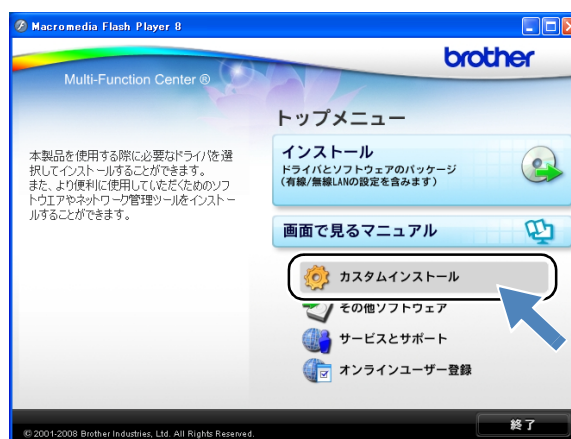 Macromedia Flash Player 8
brother
Multi-Function Center ®
トップメニュー
本製品を使用する際に必要なドライバを選
択してインストールすることができます。
また、より便利に使用していただくためのソフ
トウエアやネットワーク管理ツールをインストー
ルすることができます。
インストール
ドライバとソフトウェアのパッケージ
(有線/無線LANの設定を含みます)
画面で見るマニュアル
カスタムインストール
その他ソフトウェア
サービスとサポート
オンラインユーザー登録
© 2001-2008 Brother Industries, Ltd. All Rights Reserved.
終了